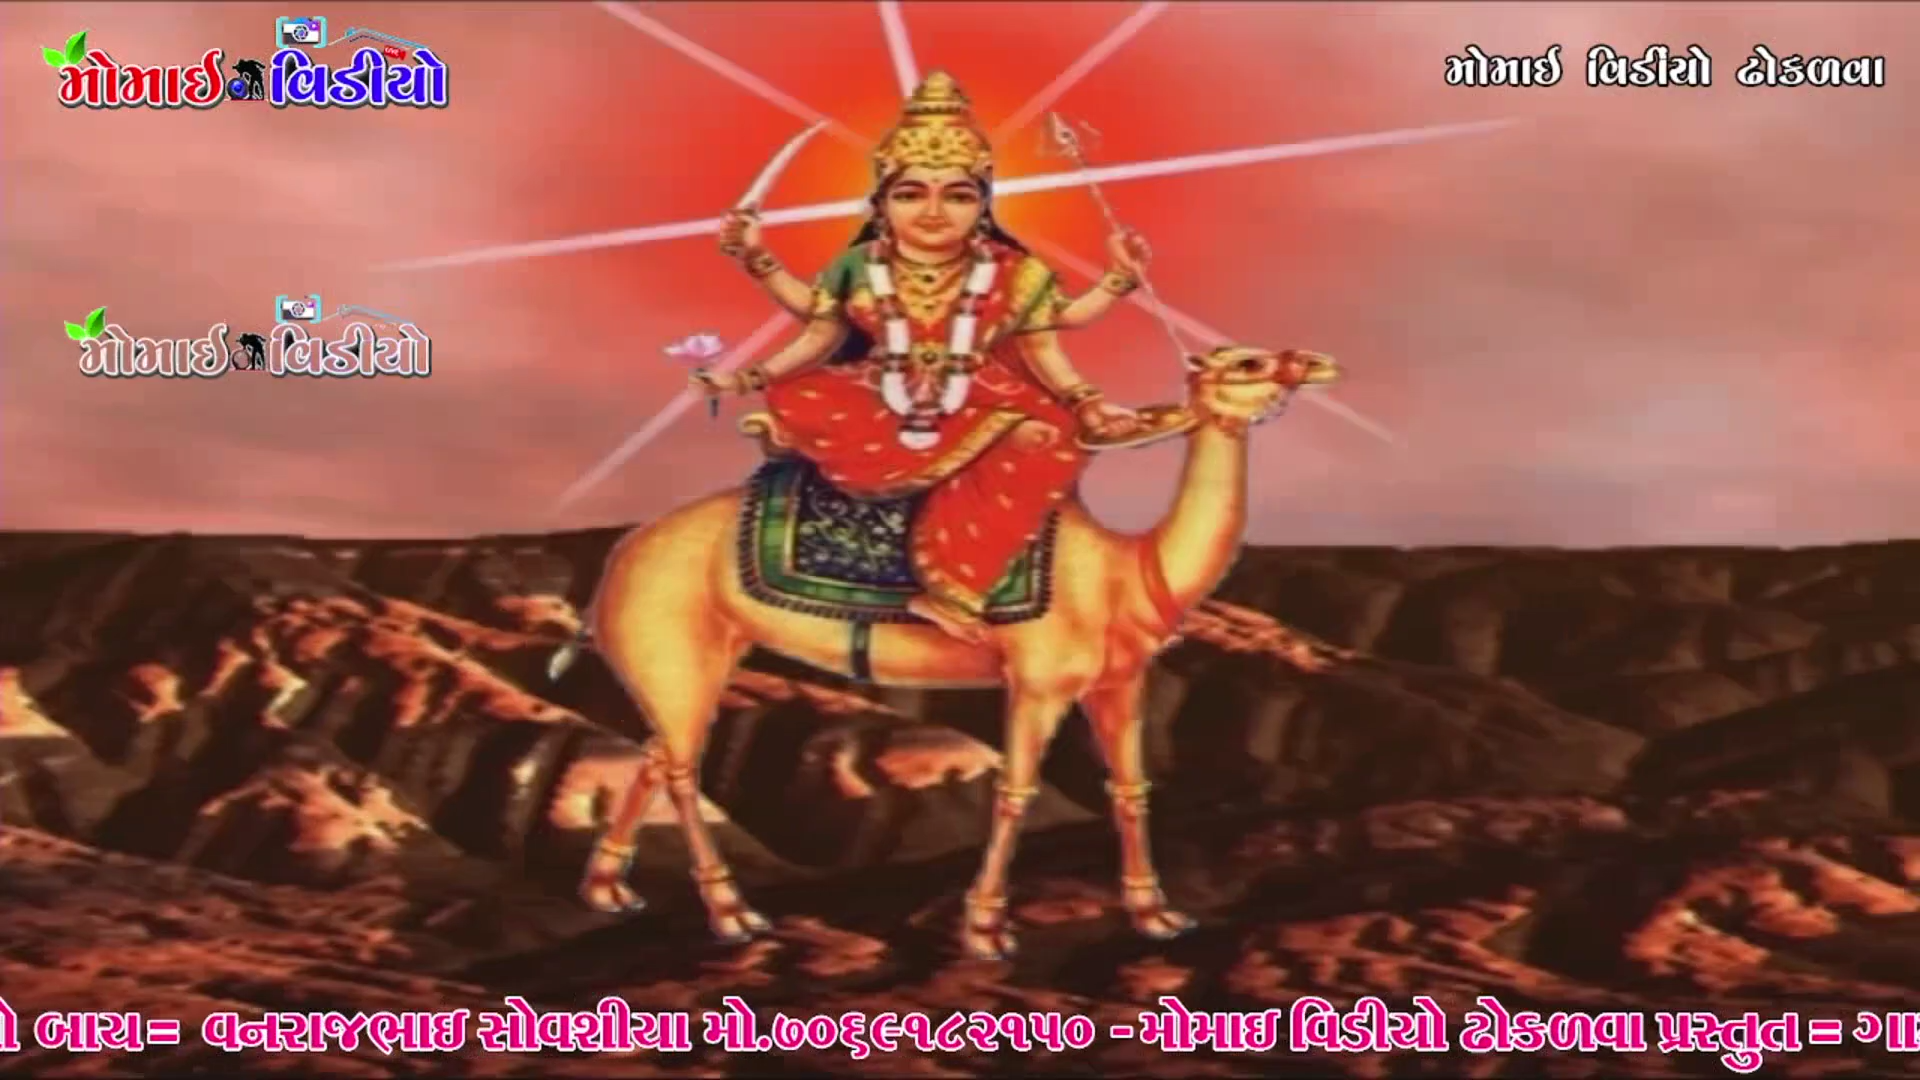 મોમાઈ વિડીયો
મોમાઇ વિડીંયો ઢોકળવા
મોમાઈ વિડીયો
બાય= વનરાજભાઇ સોવશીયા મો.૭૦૬૯૧૮૨૧૫૦ -મોમાઇ વિડીયો ઢોકળવા પ્રસ્તુત=